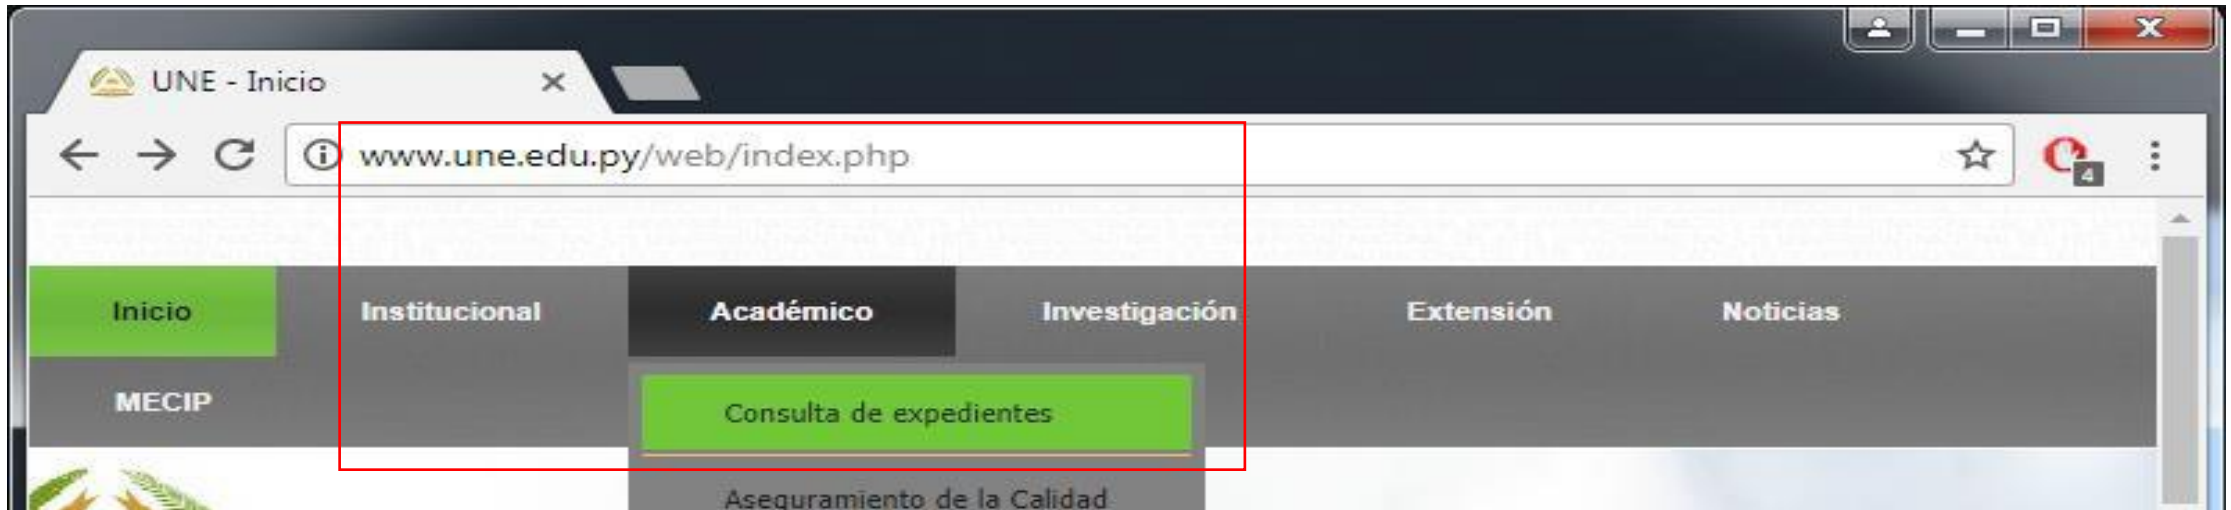 UNE - Inicio
www.une.edu.py/web/index.php
4
Inicio Institucional Académico Investigación Extensión Noticias
MECIP
Consulta de expedientes
Aseguramiento de la Calidad